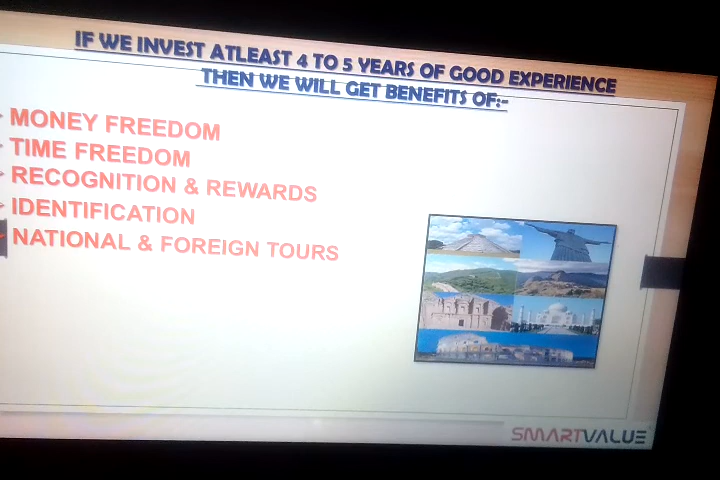 IF WE INVEST ATLEAST 4 TO 5 YEARS OF GOOD EXPERIENCE
THEN WE WILL GET BENEFITS OF:-
MONEY FREEDOM
TIME FREEDOM
RECOGNITION & REWARDS
IDENTIFICATION
NATIONAL & FOREIGN TOURS
SMARTVALUE